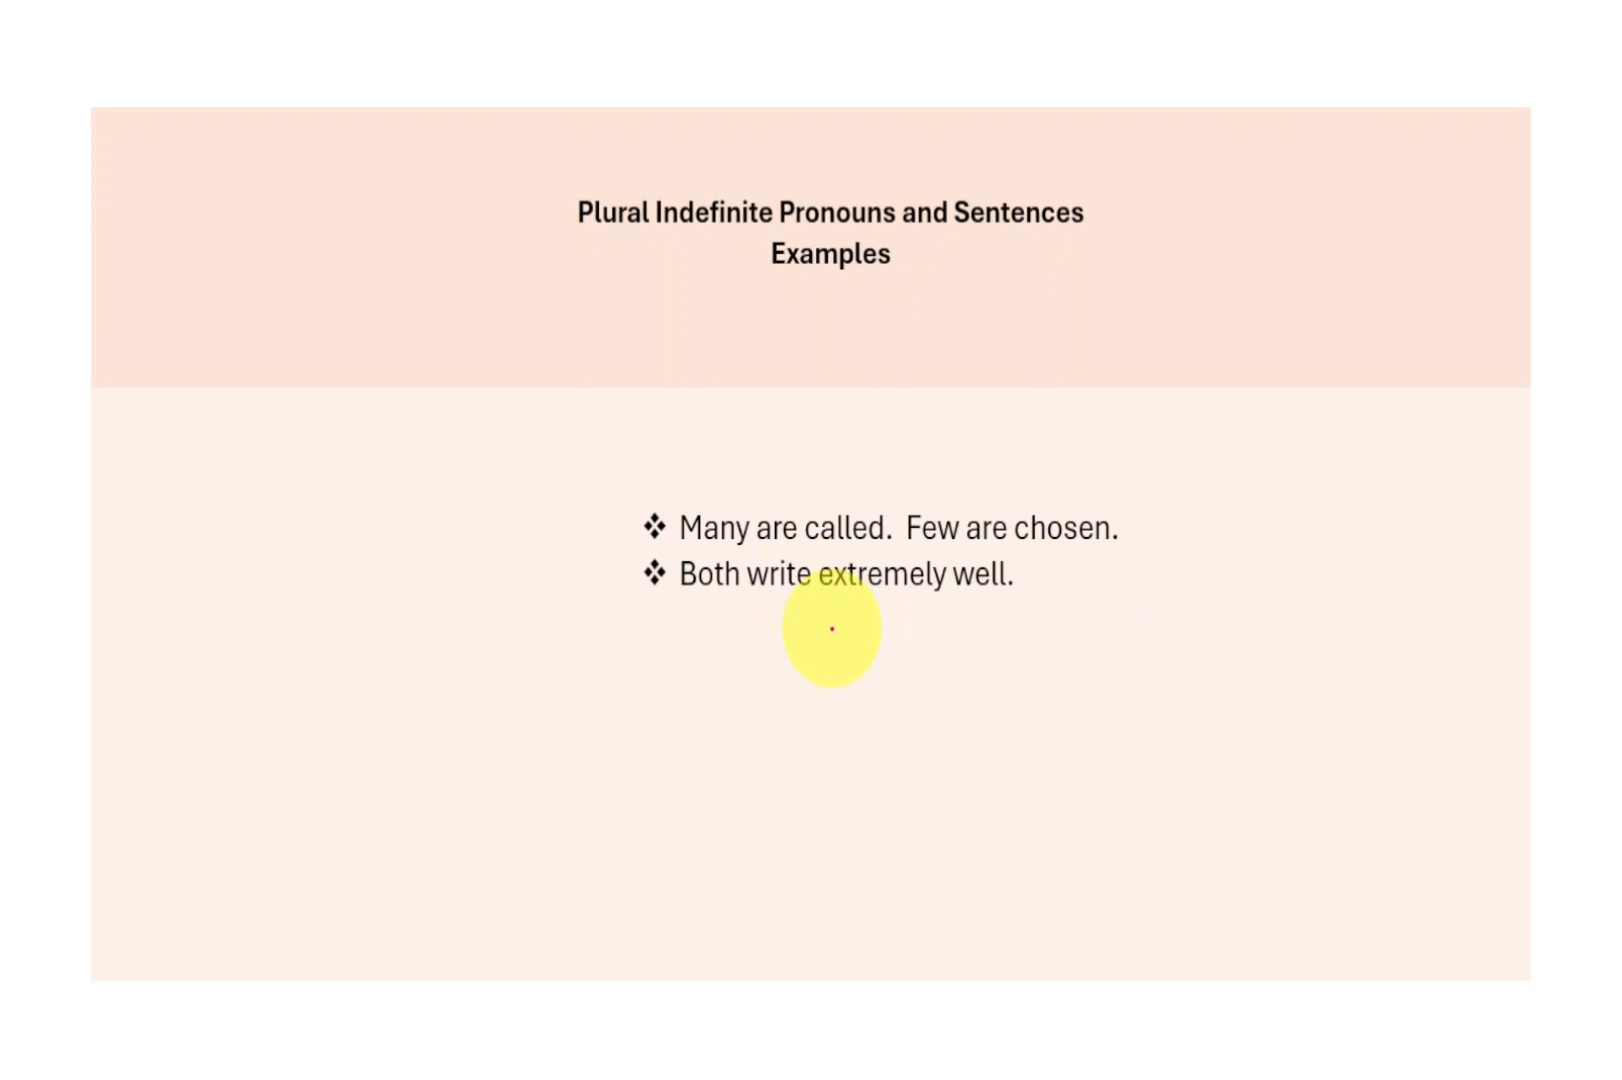 Plural Indefinite Pronouns and Sentences
Examples
❖ Many are called.  Few are chosen.
❖ Both write extremely well.